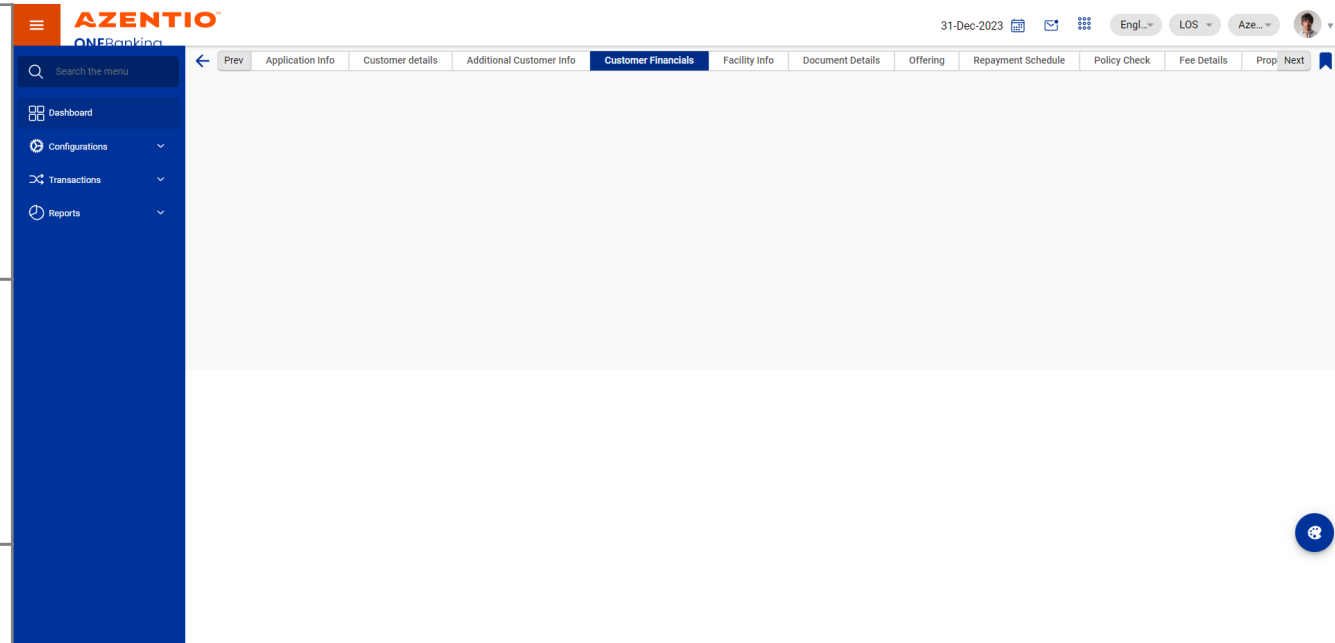 AZENTIO™
ONEBanking
31-Dec-2023
Engl...
LOS
Aze...
Search the menu
Prev
Application Info
Customer details
Additional Customer Info
Customer Financials
Facility Info
Document Details
Offering
Repayment Schedule
Policy Check
Fee Details
Prop
Next
Dashboard
Configurations
Transactions
Reports